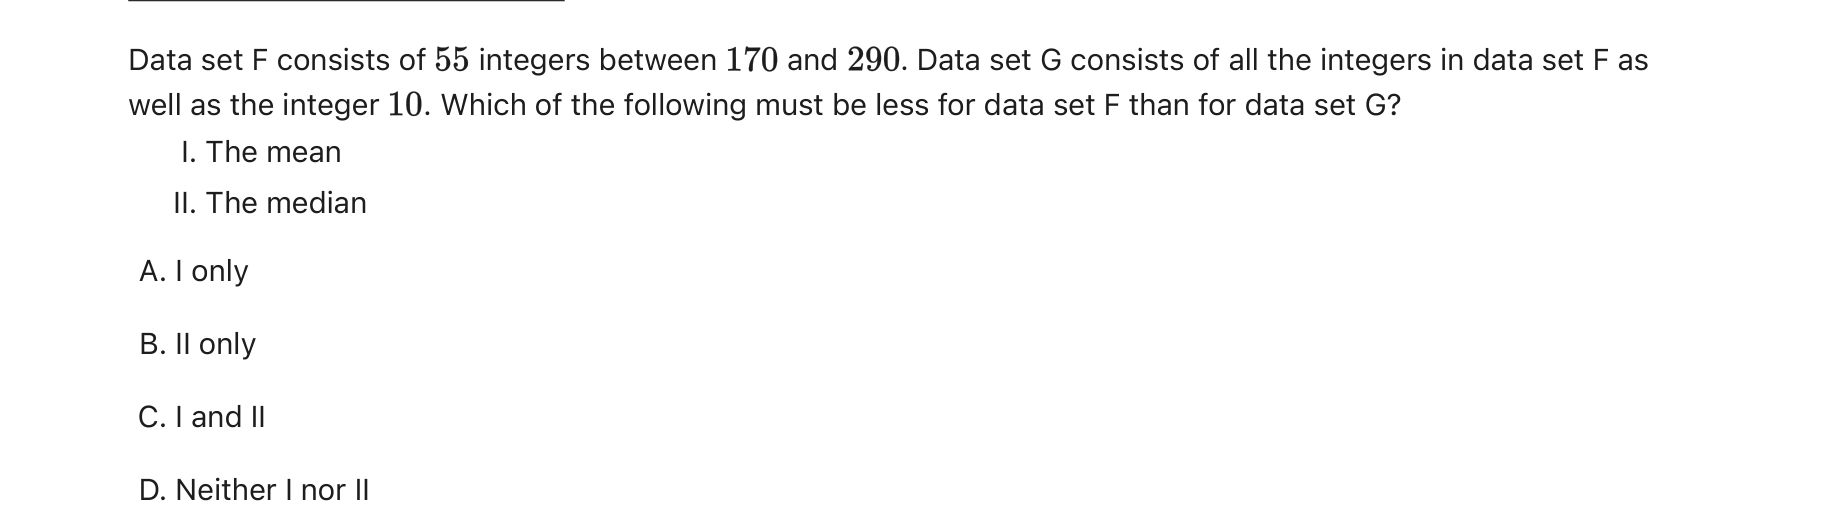 Data set F consists of 55 integers between 170 and 290. Data set G consists of all the integers in data set F as
well as the integer 10. Which of the following must be less for data set F than for data set G?
I. The mean
II. The median
A. I only
B. II only
C. I and II
D. Neither I nor II